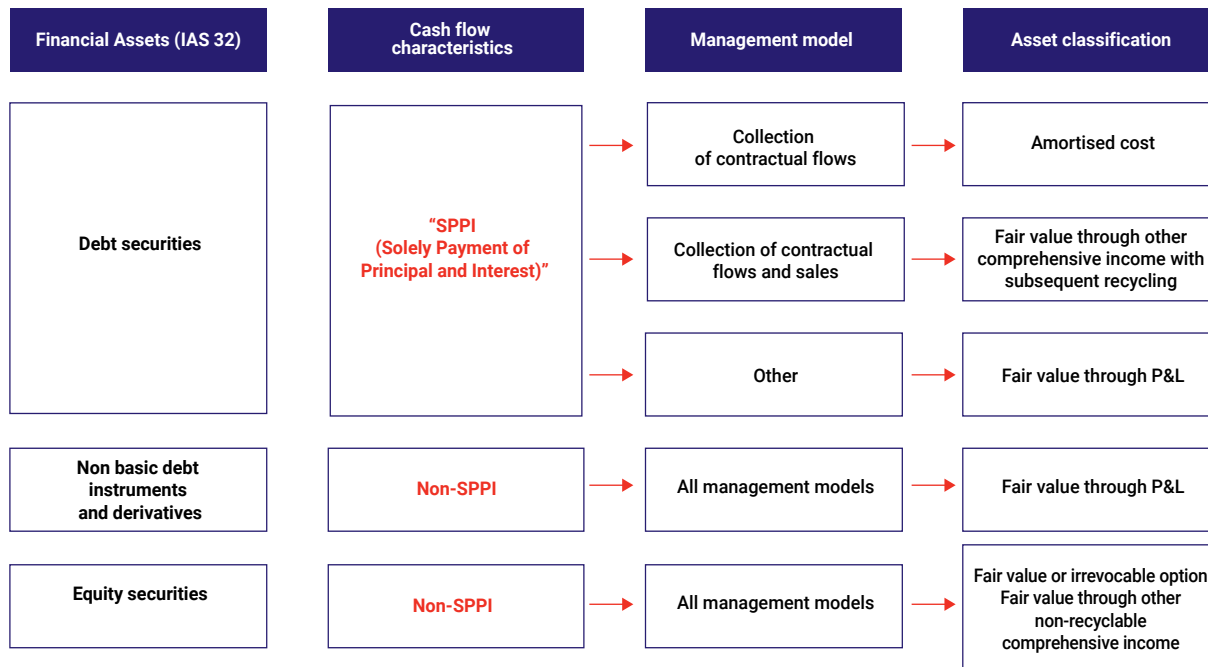 Financial Assets (IAS 32)
Cash flow
characteristics
Management model
Asset classification
Debt securities
“SPPI
(Solely Payment of
Principal and Interest)”
Collection
of contractual flows
Amortised cost
Collection of contractual
flows and sales
Fair value through other
comprehensive income with
subsequent recycling
Other
Fair value through P&L
Non basic debt
instruments
and derivatives
Non-SPPI
All management models
Fair value through P&L
Equity securities
Non-SPPI
All management models
Fair value or irrevocable option
Fair value through other
non-recyclable
comprehensive income